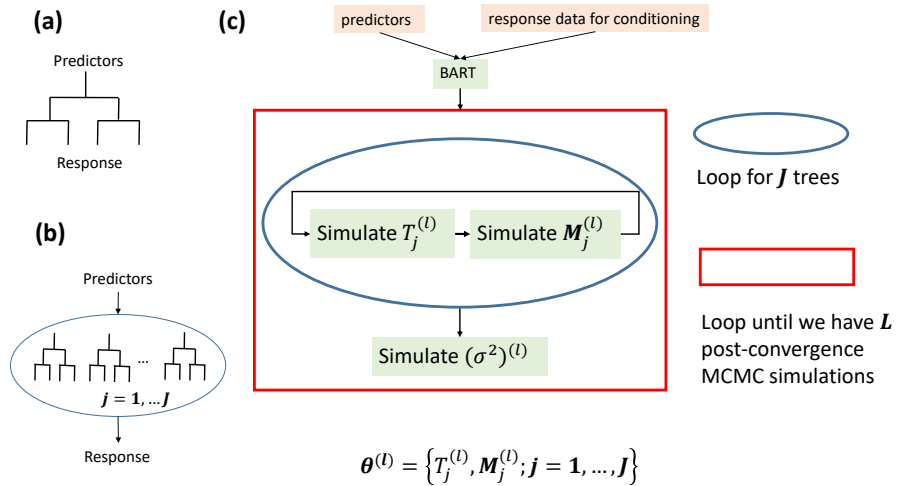 (a)
Predictors
Response
(b)
Predictors
...
j = 1, ... J
Response
(c)
predictors
response data for conditioning
BART
Simulate T_j^{(l)}
Simulate M_j^{(l)}
Simulate (σ²)^{(l)}
θ^{(l)} = {T_j^{(l)}, M_j^{(l)}; j = 1, ..., J}
Loop for J trees
Loop until we have L
post-convergence
MCMC simulations